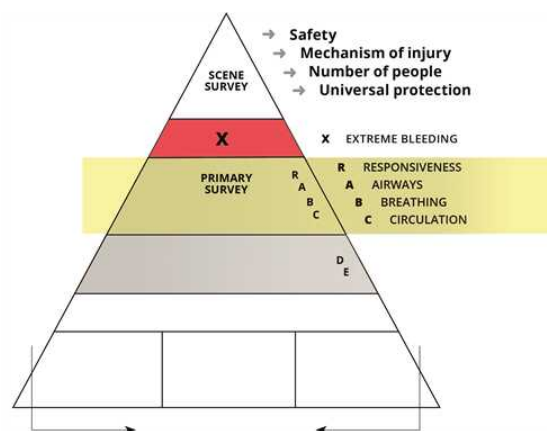 → Safety
→ Mechanism of injury
→ Number of people
→ Universal protection
SCENE
SURVEY
X
X EXTREME BLEEDING
PRIMARY
SURVEY
R
A
B
C
R RESPONSIVENESS
A AIRWAYS
B BREATHING
C CIRCULATION
D
E